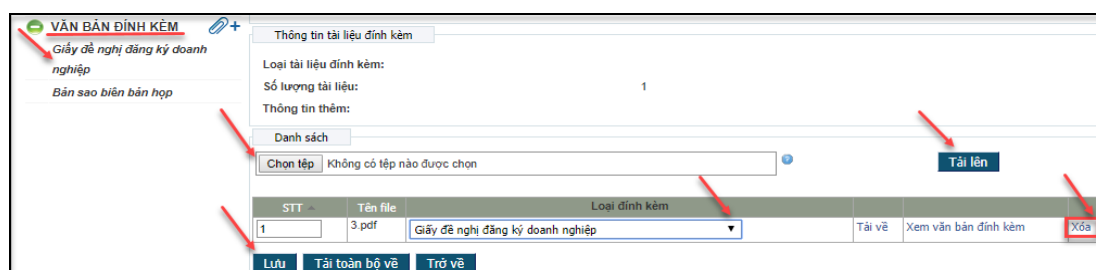 VĂN BẢN ĐÍNH KÈM
Giấy đề nghị đăng ký doanh
nghiệp
Bản sao biên bản họp
Thông tin tài liệu đính kèm
Loại tài liệu đính kèm:
Số lượng tài liệu: 1
Thông tin thêm:
Danh sách
Chọn tệp Không có tệp nào được chọn
Tải lên
STT Tên file Loại đính kèm
1 3.pdf Giấy đề nghị đăng ký doanh nghiệp Tải về Xem văn bản đính kèm Xóa
Lưu Tải toàn bộ về Trở về